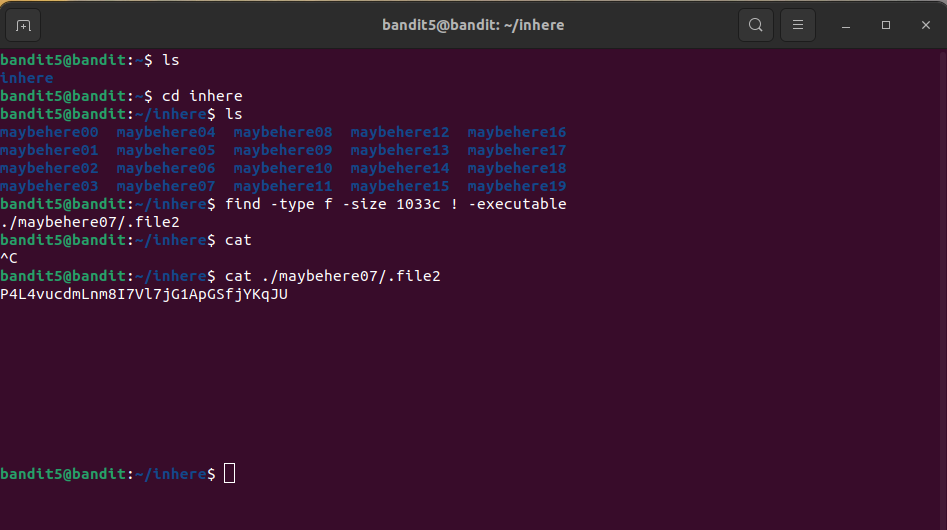 bandit5@bandit: ~/inhere
bandit5@bandit:~$ ls
inhere
bandit5@bandit:~$ cd inhere
bandit5@bandit:~/inhere$ ls
maybehere00  maybehere04  maybehere08  maybehere12  maybehere16
maybehere01  maybehere05  maybehere09  maybehere13  maybehere17
maybehere02  maybehere06  maybehere10  maybehere14  maybehere18
maybehere03  maybehere07  maybehere11  maybehere15  maybehere19
bandit5@bandit:~/inhere$ find -type f -size 1033c ! -executable
./maybehere07/.file2
bandit5@bandit:~/inhere$ cat
^C
bandit5@bandit:~/inhere$ cat ./maybehere07/.file2
P4L4vucdmLnm8I7Vl7jG1ApGSfjYKqJU
bandit5@bandit:~/inhere$